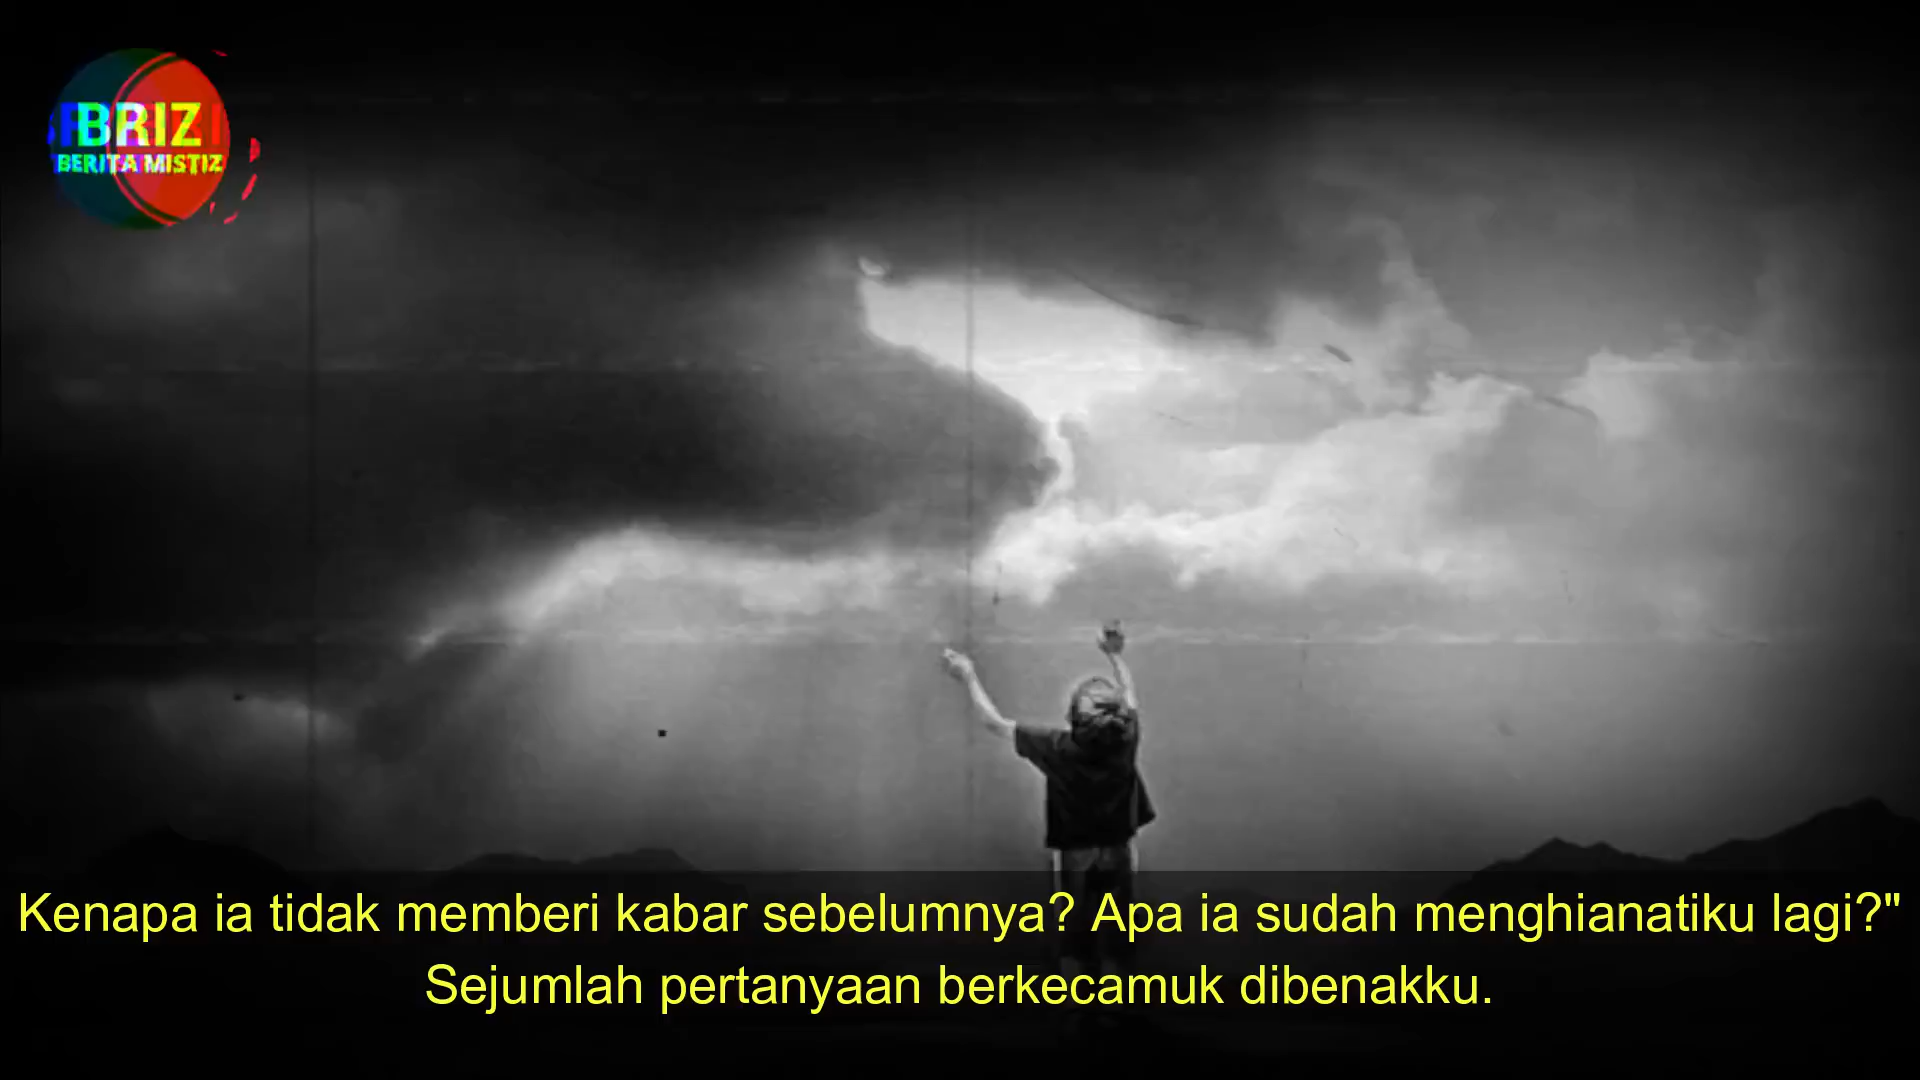 BRIZ
BERITA MISTIZ
Kenapa ia tidak memberi kabar sebelumnya? Apa ia sudah menghianatiku lagi?"
Sejumlah pertanyaan berkecamuk dibenakku.